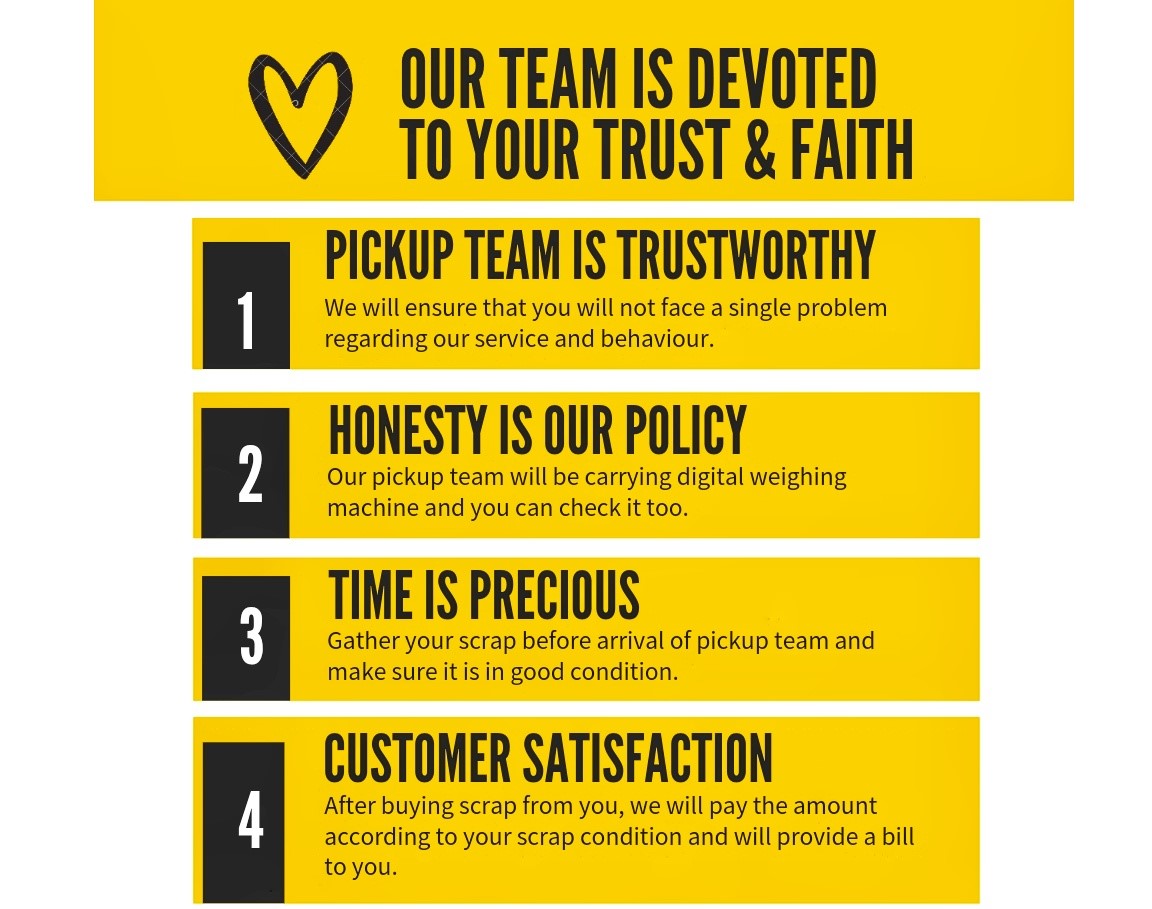 OUR TEAM IS DEVOTED
TO YOUR TRUST & FAITH
1
PICKUP TEAM IS TRUSTWORTHY
We will ensure that you will not face a single problem
regarding our service and behaviour.
2
HONESTY IS OUR POLICY
Our pickup team will be carrying digital weighing
machine and you can check it too.
3
TIME IS PRECIOUS
Gather your scrap before arrival of pickup team and
make sure it is in good condition.
4
CUSTOMER SATISFACTION
After buying scrap from you, we will pay the amount
according to your scrap condition and will provide a bill
to you.